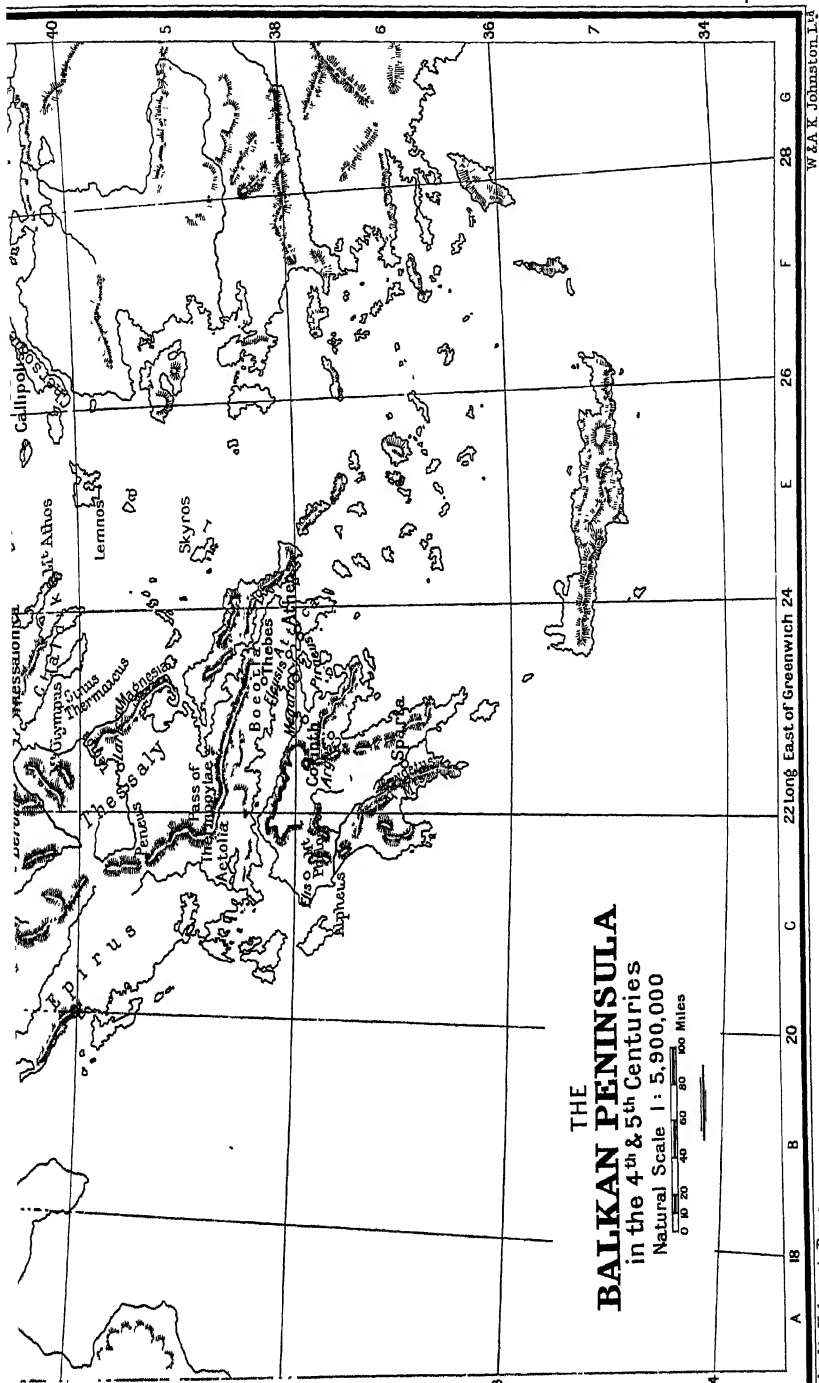 THE
BALKAN PENINSULA
in the 4th & 5th Centuries
Natural Scale 1 : 5,900,000
0 10 20 40 60 80 100 Miles
Callipolis
Mt Athos
Lemnos
Skyros
Olympus
Sinus
Thermaicus
Magnesia
Thessaly
Peneus
Epirus
Pass of
Thermopylae
Aetolia
Boeotia
Thebes
Eleusis
Athens
Megara
Piraeus
Corinth
Argos
Sparta
Alpheus
40
5
38
6
36
7
34
A
18
B
20
C
22 Long East of Greenwich 24
E
26
F
28
G
W & A K Johnston Ltd